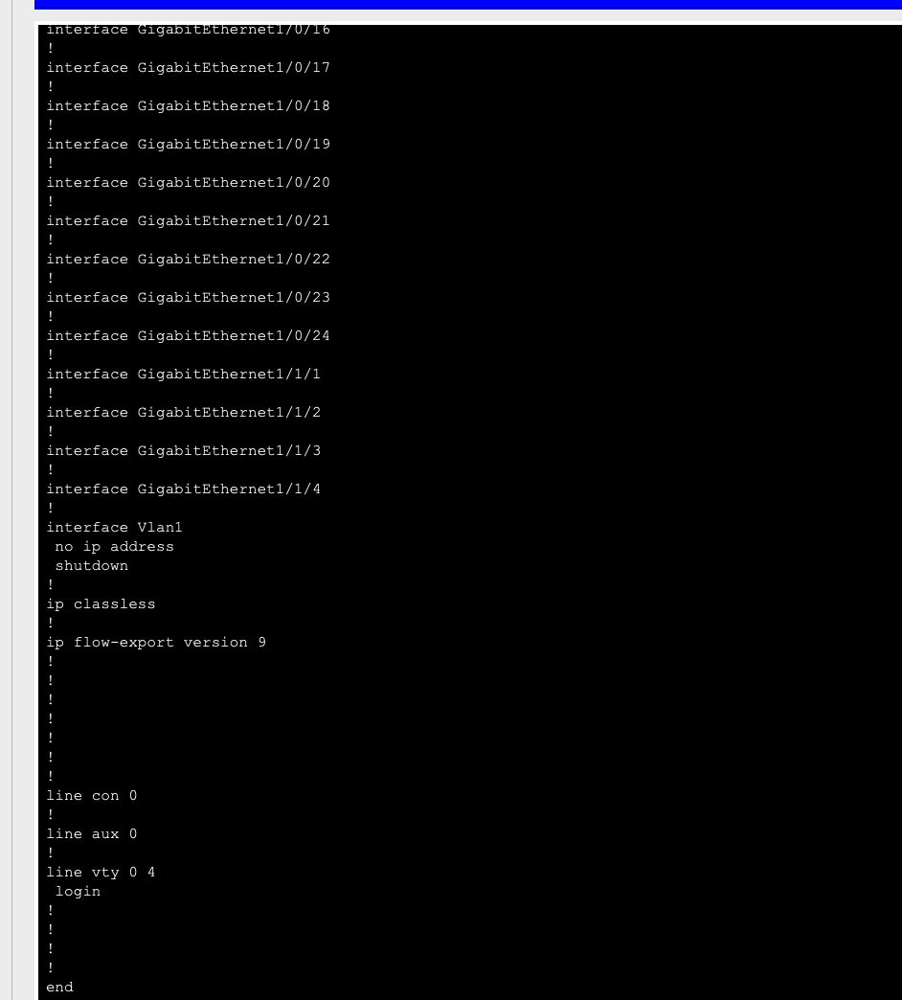 interface GigabitEthernet1/0/16
!
interface GigabitEthernet1/0/17
!
interface GigabitEthernet1/0/18
!
interface GigabitEthernet1/0/19
!
interface GigabitEthernet1/0/20
!
interface GigabitEthernet1/0/21
!
interface GigabitEthernet1/0/22
!
interface GigabitEthernet1/0/23
!
interface GigabitEthernet1/0/24
!
interface GigabitEthernet1/1/1
!
interface GigabitEthernet1/1/2
!
interface GigabitEthernet1/1/3
!
interface GigabitEthernet1/1/4
!
interface Vlan1
 no ip address
 shutdown
!
ip classless
!
ip flow-export version 9
!
!
!
!
!
!
!
line con 0
!
line aux 0
!
line vty 0 4
 login
!
!
!
!
end